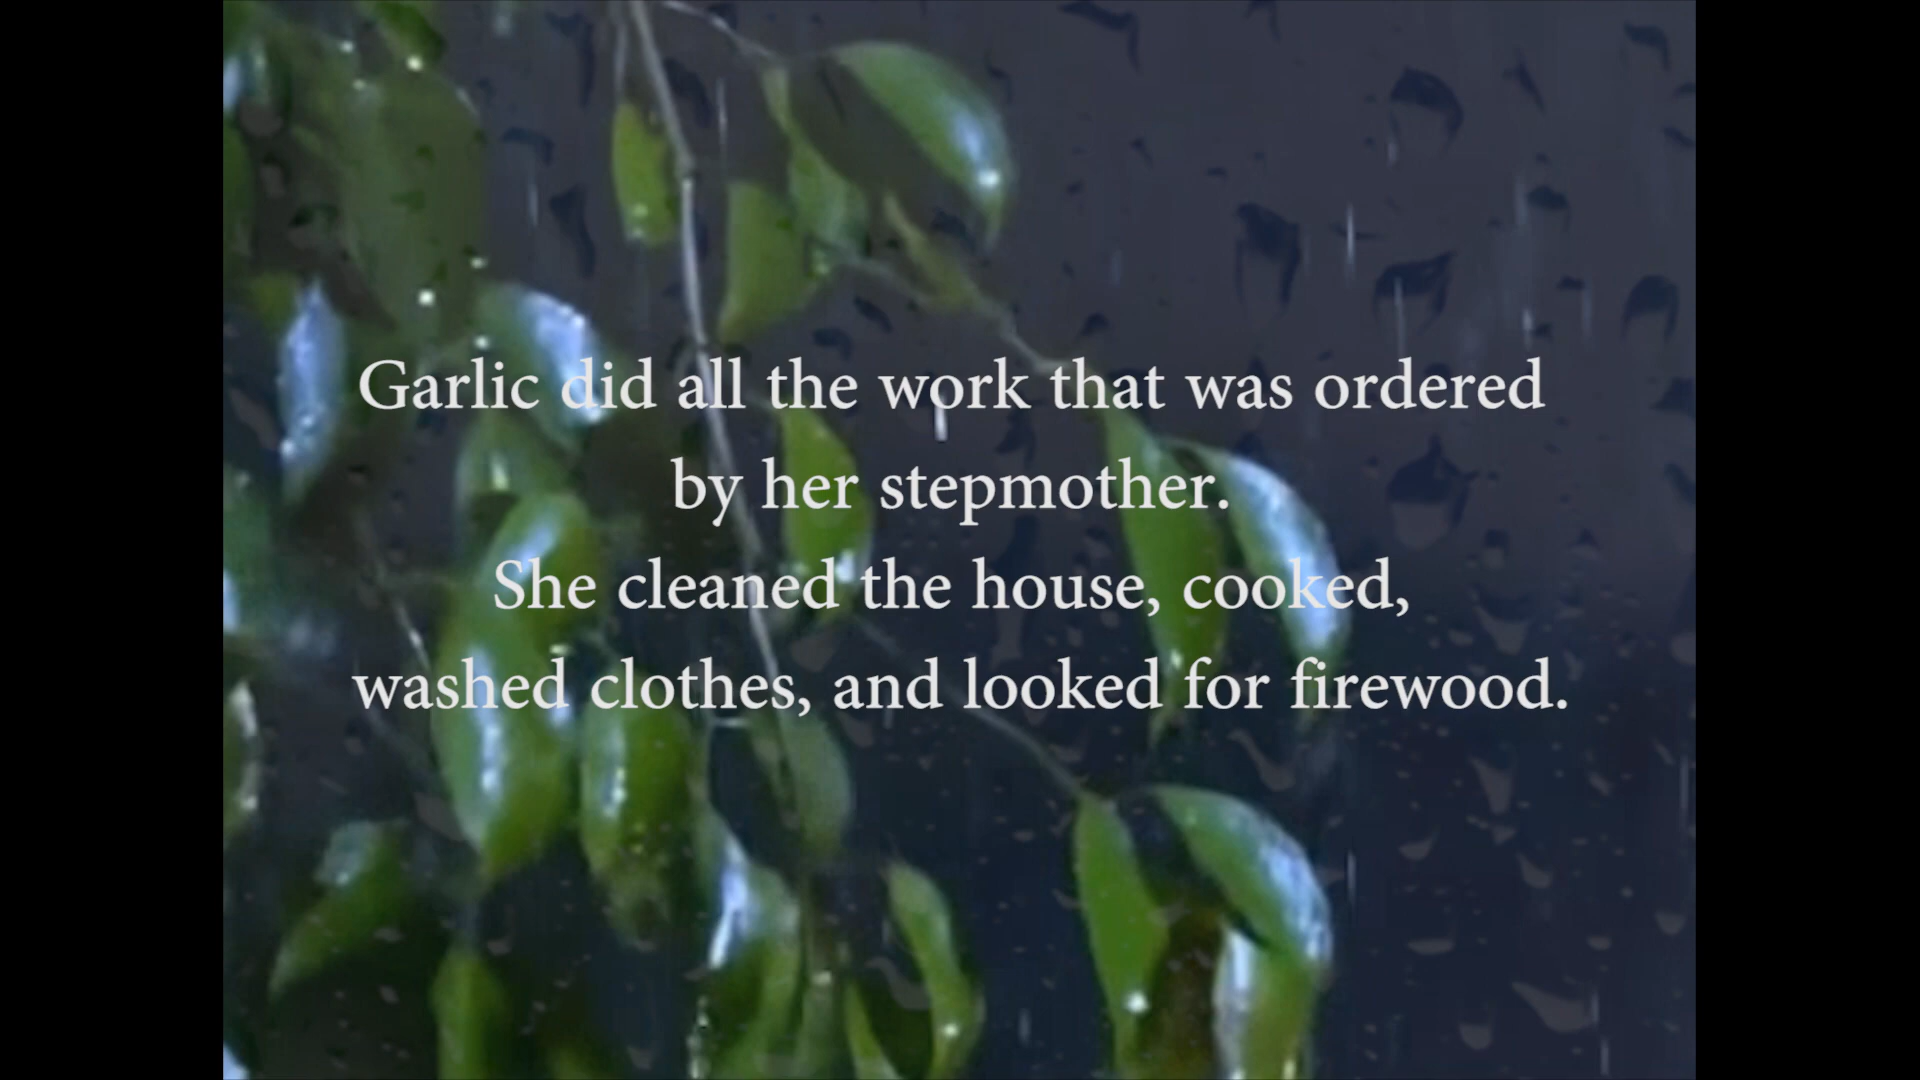 Garlic did all the work that was ordered
by her stepmother.
She cleaned the house, cooked,
washed clothes, and looked for firewood.